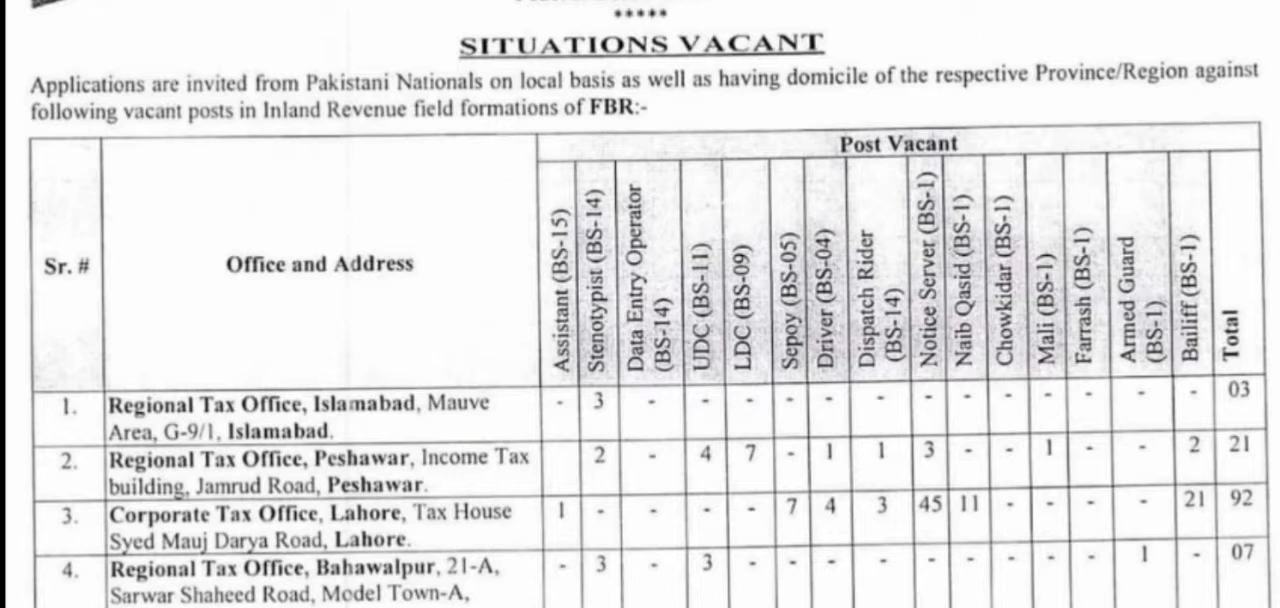 *****
SITUATIONS VACANT
Applications are invited from Pakistani Nationals on local basis as well as having domicile of the respective Province/Region against
following vacant posts in Inland Revenue field formations of FBR:-
Post Vacant
Sr. # Office and Address Assistant (BS-15) Stenotypist (BS-14) Data Entry Operator (BS-14) UDC (BS-11) LDC (BS-09) Sepoy (BS-05) Driver (BS-04) Dispatch Rider (BS-14) Notice Server (BS-1) Naib Qasid (BS-1) Chowkidar (BS-1) Mali (BS-1) Farrash (BS-1) Armed Guard (BS-1) Bailiff (BS-1) Total
1. Regional Tax Office, Islamabad, Mauve - 3 - - - - - - - - - - - - - 03
Area, G-9/1, Islamabad.
2. Regional Tax Office, Peshawar, Income Tax 2 - 4 7 - 1 1 3 - - 1 - - 2 21
building, Jamrud Road, Peshawar.
3. Corporate Tax Office, Lahore, Tax House 1 - - - - 7 4 3 45 11 - - - - 21 92
Syed Mauj Darya Road, Lahore.
4. Regional Tax Office, Bahawalpur, 21-A, - 3 - 3 - - - - - - - - - 1 - 07
Sarwar Shaheed Road, Model Town-A,